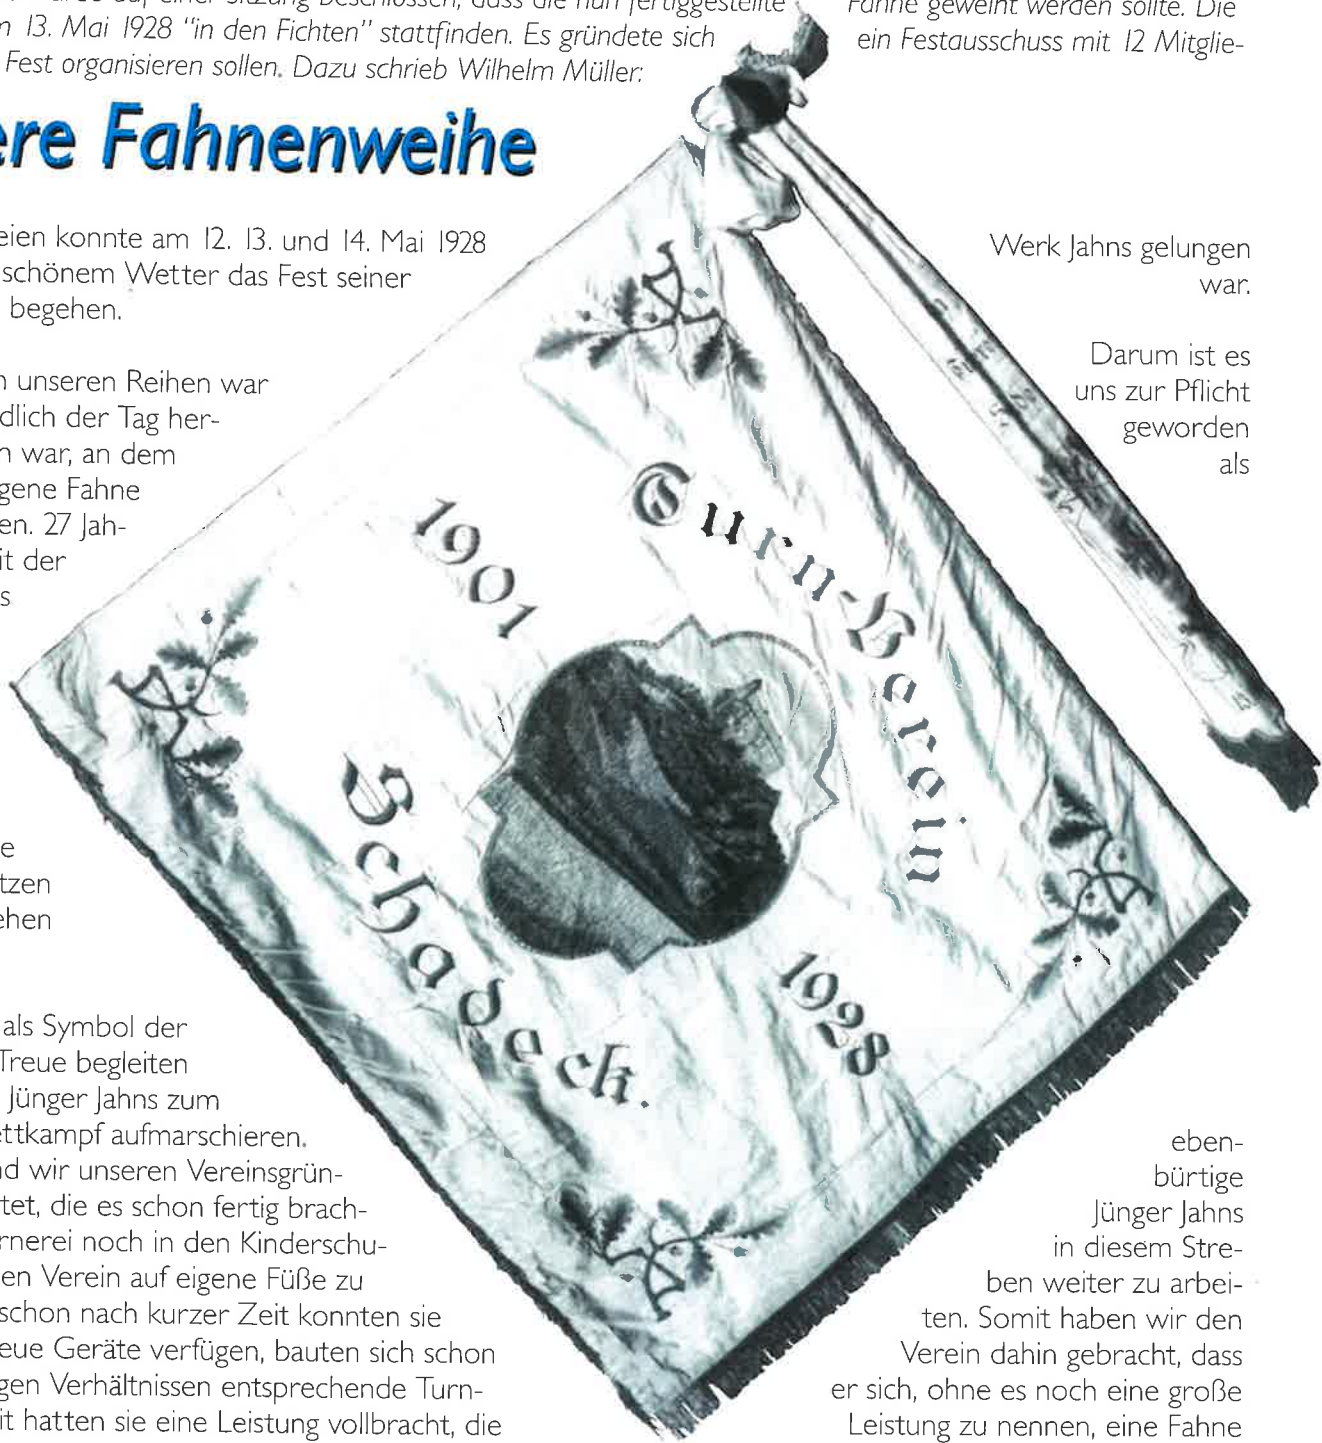 auf einer Sitzung beschlossen, dass die nun fertiggestellte
Fahne geweiht werden sollte. Die
13. Mai 1928 "in den Fichten" stattfinden. Es gründete sich
ein Festausschuss mit 12 Mitglie-
Fest organisieren sollen. Dazu schrieb Wilhelm Müller:
ere Fahnenweihe
eien konnte am 12. 13. und 14. Mai 1928
schönem Wetter das Fest seiner
begehen.
n unseren Reihen war
dlich der Tag her-
n war, an dem
gene Fahne
en. 27 Jah-
it der
s
e
tzen
ehen
als Symbol der
Treue begleiten
Jünger Jahns zum
ettkampf aufmarschieren.
d wir unseren Vereinsgrün-
tet, die es schon fertig brach-
rnerei noch in den Kinderschu-
en Verein auf eigene Füße zu
schon nach kurzer Zeit konnten sie
eue Geräte verfügen, bauten sich schon
gen Verhältnissen entsprechende Turn-
it hatten sie eine Leistung vollbracht, die
Turn-Verein
1901
1928
Schadeck.
Werk Jahns gelungen
war.
Darum ist es
uns zur Pflicht
geworden
als
eben-
bürtige
Jünger Jahns
in diesem Stre-
ben weiter zu arbei-
ten. Somit haben wir den
Verein dahin gebracht, dass
er sich, ohne es noch eine große
Leistung zu nennen, eine Fahne